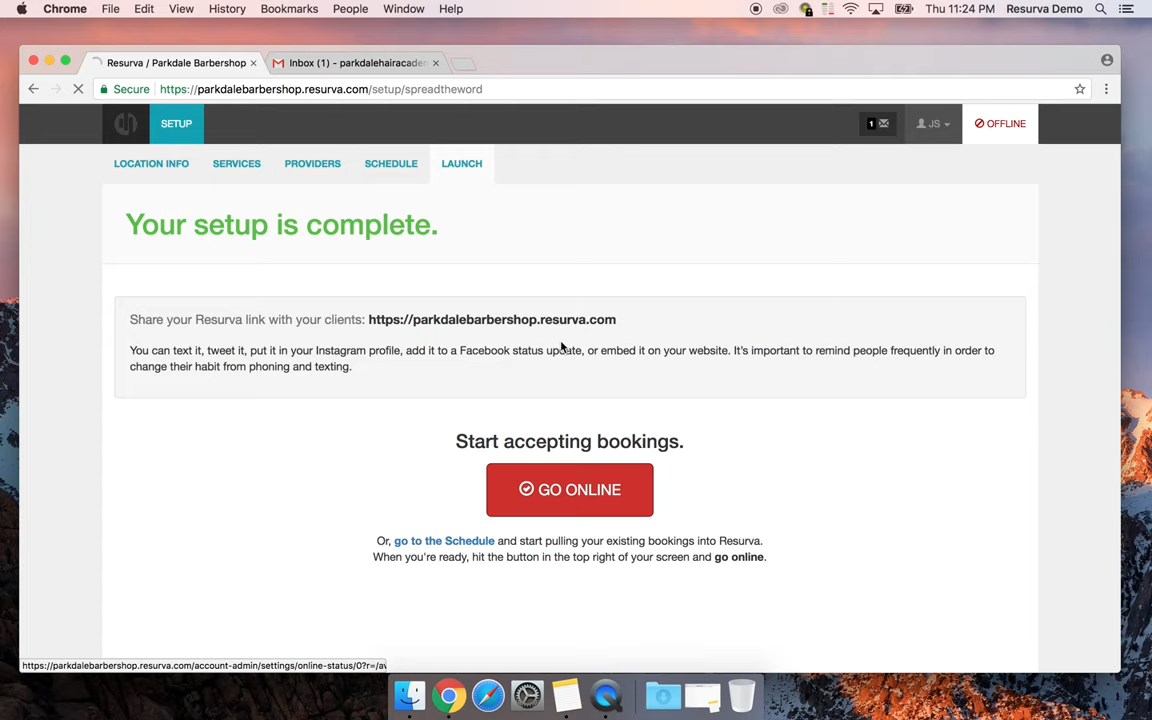 Chrome File Edit View History Bookmarks People Window Help Thu 11:24 PM Resurva Demo
Resurva / Parkdale Barbershop Inbox (1) - parkdalehairacaden
Secure https://parkdalebarbershop.resurva.com/setup/spreadtheword
SETUP 1 JS OFFLINE
LOCATION INFO SERVICES PROVIDERS SCHEDULE LAUNCH
Your setup is complete.
Share your Resurva link with your clients: https://parkdalebarbershop.resurva.com
You can text it, tweet it, put it in your Instagram profile, add it to a Facebook status update, or embed it on your website. It's important to remind people frequently in order to
change their habit from phoning and texting.
Start accepting bookings.
GO ONLINE
Or, go to the Schedule and start pulling your existing bookings into Resurva.
When you're ready, hit the button in the top right of your screen and go online.
https://parkdalebarbershop.resurva.com/account-admin/settings/online-status/0?r=/av